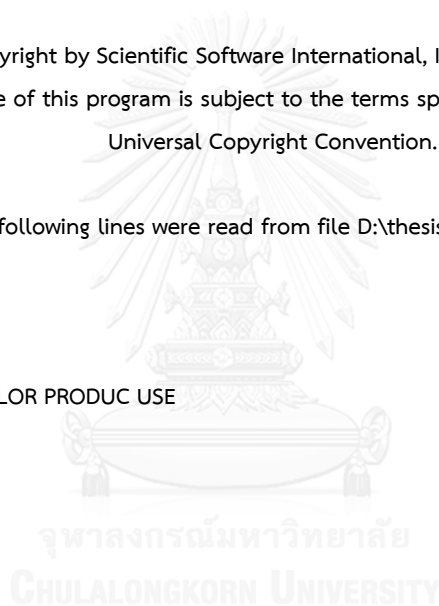 yright by Scientific Software International, I
e of this program is subject to the terms sp
Universal Copyright Convention.
following lines were read from file D:\thesis
LOR PRODUC USE
จุฬาลงกรณ์มหาวิทยาลัย
CHULALONGKORN UNIVERSITY